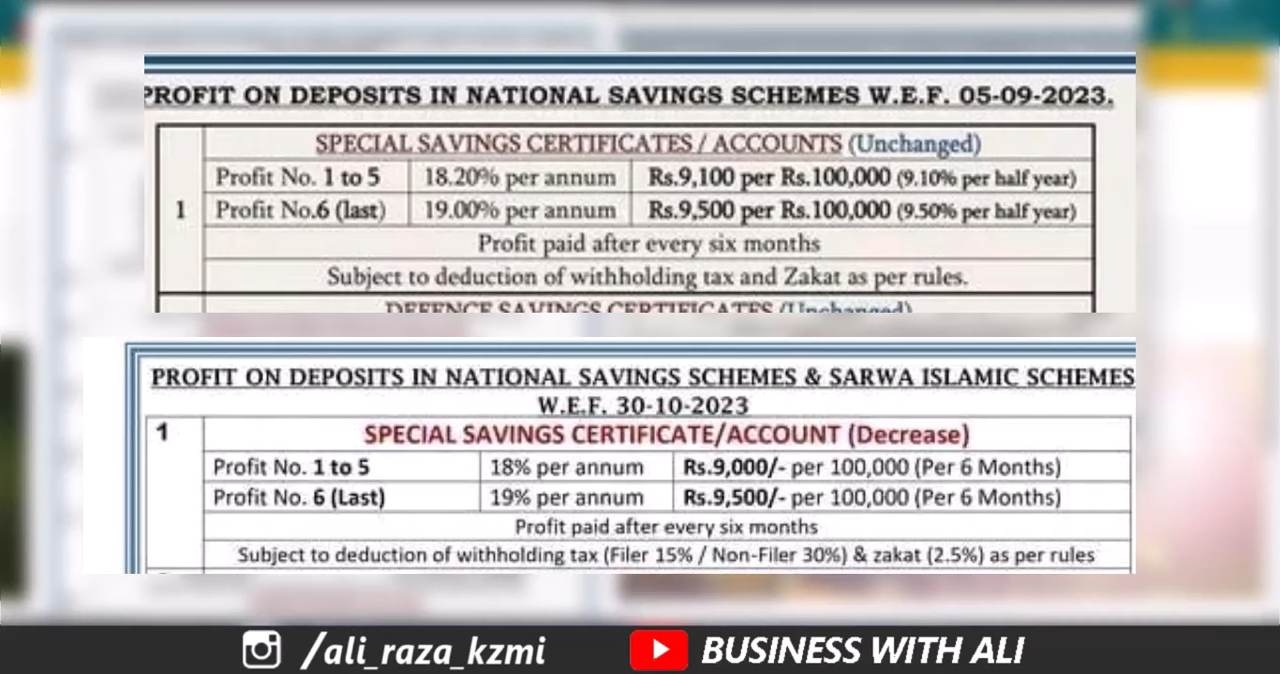 PROFIT ON DEPOSITS IN NATIONAL SAVINGS SCHEMES W.E.F. 05-09-2023.
SPECIAL SAVINGS CERTIFICATES / ACCOUNTS (Unchanged)
1
Profit No. 1 to 5 18.20% per annum Rs.9,100 per Rs.100,000 (9.10% per half year)
Profit No.6 (last) 19.00% per annum Rs.9,500 per Rs.100,000 (9.50% per half year)
Profit paid after every six months
Subject to deduction of withholding tax and Zakat as per rules.
DEFENCE SAVINGS CERTIFICATES (Unchanged)
PROFIT ON DEPOSITS IN NATIONAL SAVINGS SCHEMES & SARWA ISLAMIC SCHEMES
W.E.F. 30-10-2023
1 SPECIAL SAVINGS CERTIFICATE/ACCOUNT (Decrease)
Profit No. 1 to 5 18% per annum Rs.9,000/- per 100,000 (Per 6 Months)
Profit No. 6 (Last) 19% per annum Rs.9,500/- per 100,000 (Per 6 Months)
Profit paid after every six months
Subject to deduction of withholding tax (Filer 15% / Non-Filer 30%) & zakat (2.5%) as per rules
/ali_raza_kzmi BUSINESS WITH ALI